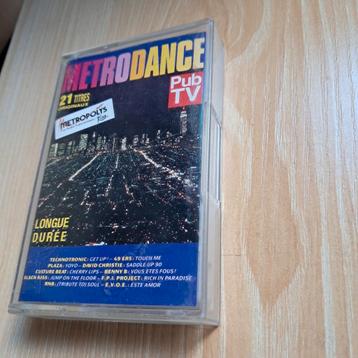 METRODANCE
Pub
TV
21 TITRES
ORIGINAUX
METROPOLYS
LONGUE
DURÉE
TECHNOTRONIC: GET UP! - 49 ERS: TOUCH ME
PLAZA: YOYO - DAVID CHRISTIE: SADDLE UP 90
CULTURE BEAT: CHERRY LIPS - BENNY B: VOUS ETES FOUS!
BLACK KISS: JUMP ON THE FLOOR - F.P.I. PROJECT: RICH IN PARADISE
RNB: (TRIBUTE TO) SOUL - E.V.O.E.: ESTE AMOR